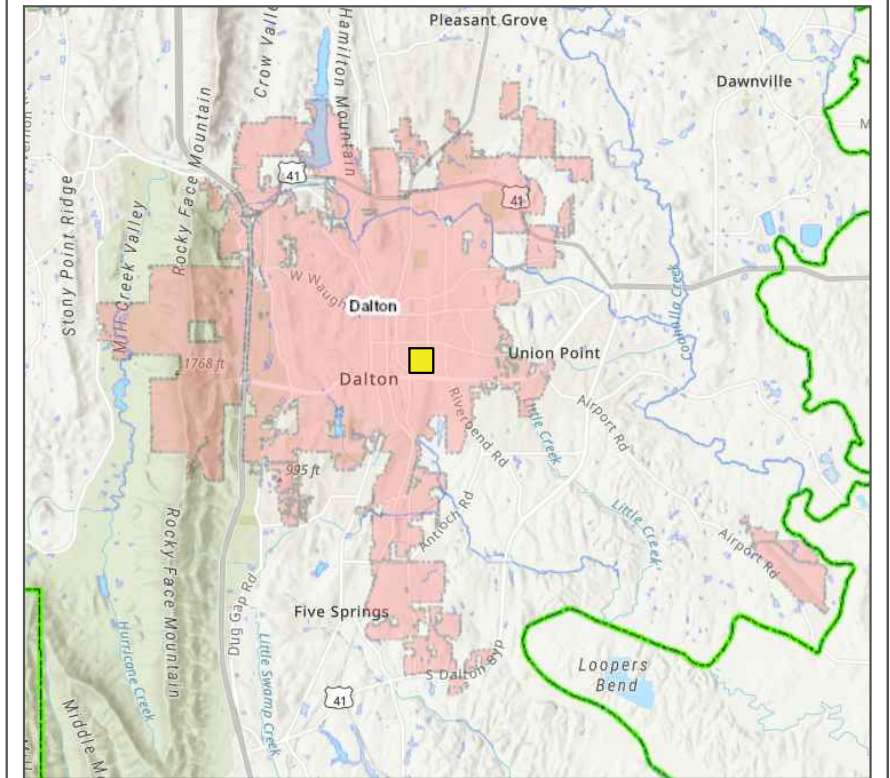 Pleasant Grove
Crow Valle
Hamilton Mountain
Dawnville
Rocky Face Mountain
41
41
Stony Point Ridge
Mill Creek Valley
W Waugh
Dalton
Coahulla Creek
Union Point
1768 ft
Dalton
Riverbend Rd
Little Creek
Airport Rd
995 ft
Antioch Rd
Little Creek
Airport Rd
Rocky Face Mountain
Dug Gap Rd
Five Springs
Hurricane Creek
Little Swamp Creek
S Dalton Byp
Loopers
Bend
41
Middle Mo